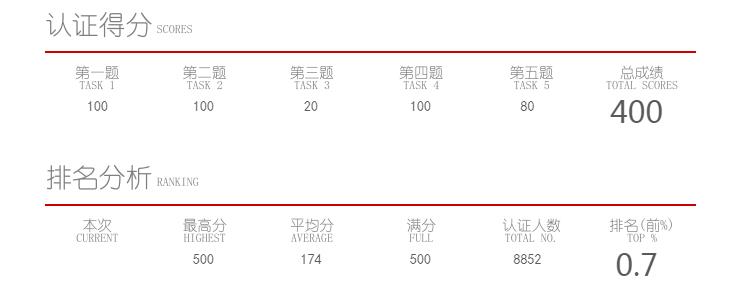 认证得分 SCORES
第一题 第二题 第三题 第四题 第五题 总成绩
TASK 1 TASK 2 TASK 3 TASK 4 TASK 5 TOTAL SCORES
100 100 20 100 80 400
排名分析 RANKING
本次 最高分 平均分 满分 认证人数 排名(前%)
CURRENT HIGHEST AVERAGE FULL TOTAL NO. TOP %
500 174 500 8852 0.7